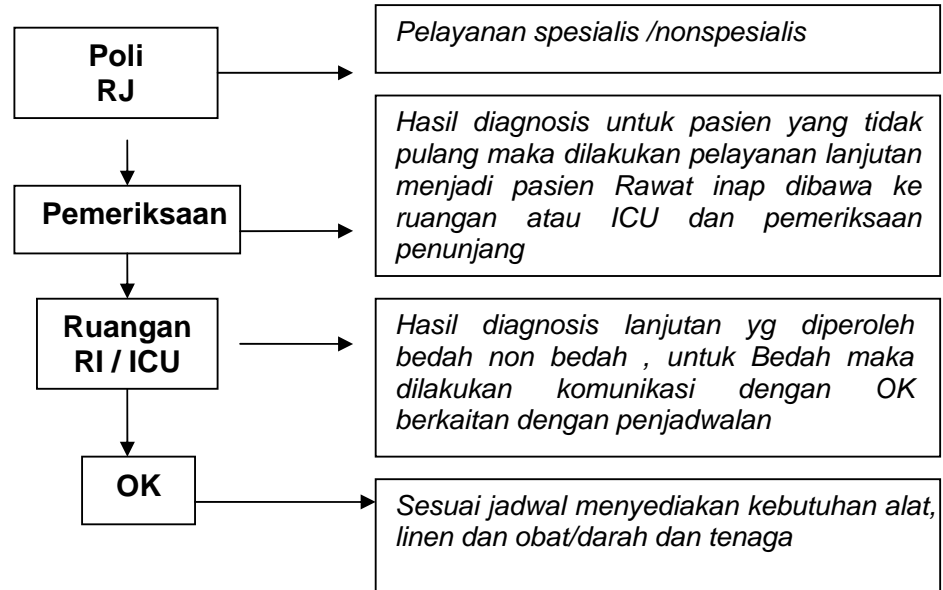 Poli
RJ
Pelayanan spesialis /nonspesialis
Pemeriksaan
Hasil diagnosis untuk pasien yang tidak
pulang maka dilakukan pelayanan lanjutan
menjadi pasien Rawat inap dibawa ke
ruangan atau ICU dan pemeriksaan
penunjang
Ruangan
RI / ICU
Hasil diagnosis lanjutan yg diperoleh
bedah non bedah , untuk Bedah maka
dilakukan komunikasi dengan OK
berkaitan dengan penjadwalan
OK
Sesuai jadwal menyediakan kebutuhan alat,
linen dan obat/darah dan tenaga